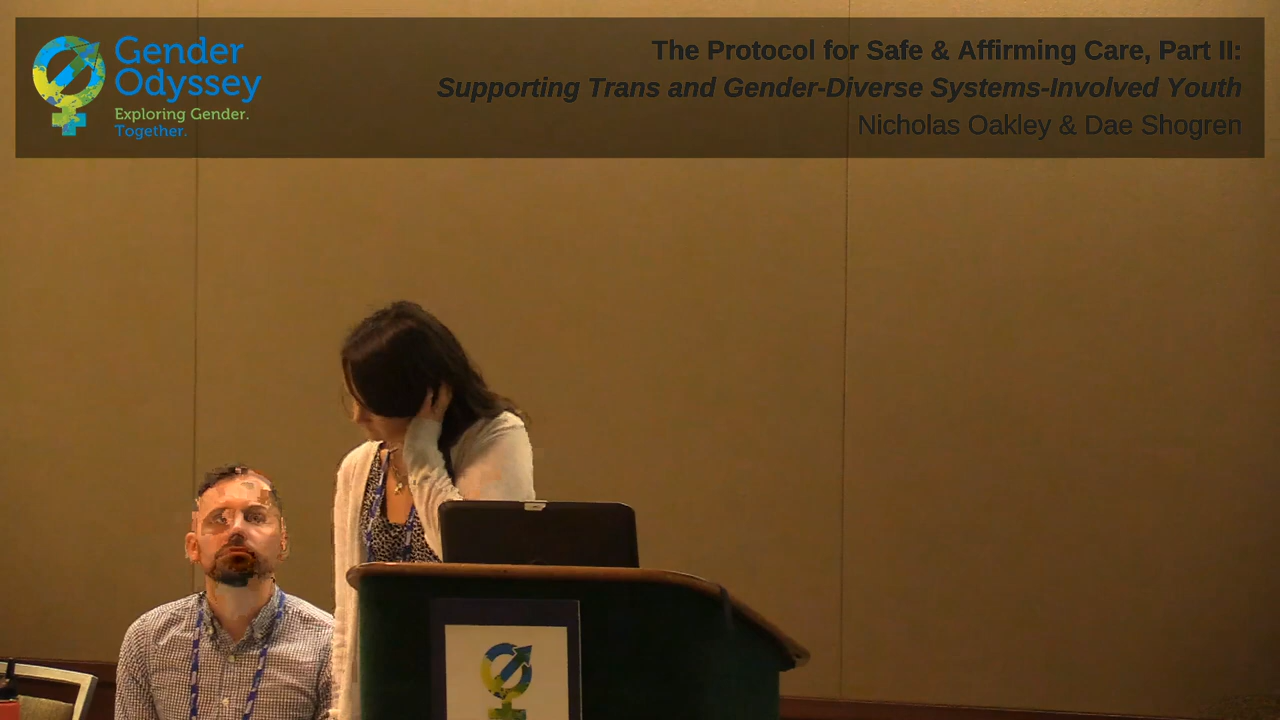 Gender
Odyssey
Exploring Gender.
Together.
The Protocol for Safe & Affirming Care, Part II:
Supporting Trans and Gender-Diverse Systems-Involved Youth
Nicholas Oakley & Dae Shogren